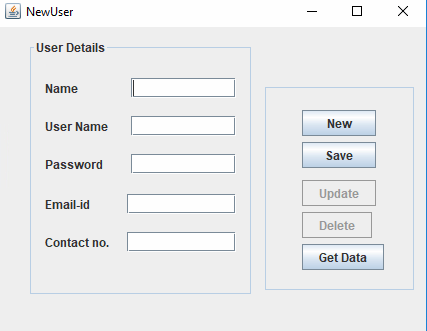 NewUser
User Details
Name
User Name
Password
Email-id
Contact no.
New
Save
Update
Delete
Get Data